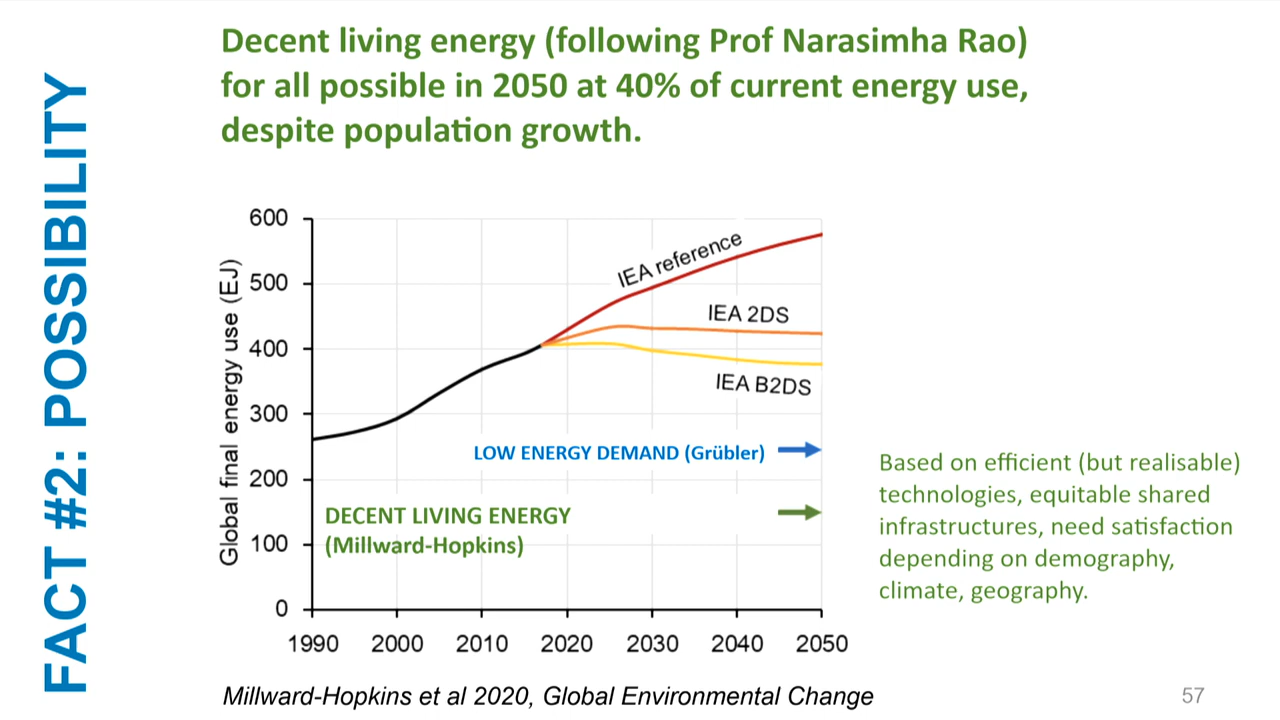 FACT #2: POSSIBILITY
Decent living energy (following Prof Narasimha Rao)
for all possible in 2050 at 40% of current energy use,
despite population growth.
Global final energy use (EJ)
600
500
400
300
200
100
0
IEA reference
IEA 2DS
IEA B2DS
LOW ENERGY DEMAND (Grübler)
DECENT LIVING ENERGY
(Millward-Hopkins)
1990 2000 2010 2020 2030 2040 2050
Based on efficient (but realisable)
technologies, equitable shared
infrastructures, need satisfaction
depending on demography,
climate, geography.
Millward-Hopkins et al 2020, Global Environmental Change
57